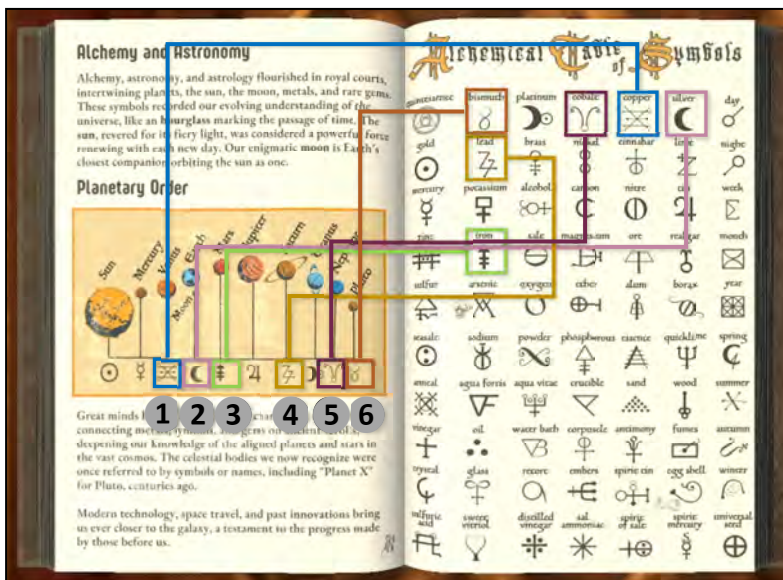 Alchemy and Astronomy
Alchemy, astronomy, and astrology flourished in royal courts,
intertwining planets, the sun, the moon, metals, and rare gems.
These symbols recorded our evolving understanding of the
universe, like an hourglass marking the passage of time. The
sun, revered for its fiery light, was considered a powerful force
renewing with each new day. Our enigmatic moon is Earth's
closest companion orbiting the sun as one.
Planetary Order
Sun Mercury Venus Earth Moon Mars Jupiter Saturn Uranus Neptune Pluto
1 2 3 4 5 6
Great minds
connecting metals, symbols, and gems on ancient scrolls,
deepening our knowledge of the aligned planets and stars in
the vast cosmos. The celestial bodies we now recognize were
once referred to by symbols or names, including "Planet X"
for Pluto, centuries ago.
Modern technology, space travel, and past innovations bring
us ever closer to the galaxy, a testament to the progress made
by those before us.
Alchemical Table of Symbols
quintessence bismuth platinum cobalt copper silver day
gold lead brass nickel cinnabar lime night
mercury potassium alcohol carbon nitre week
iron magnesium ore realgar month
sulfur arsenic oxygen ether alum borax year
sodium powder phosphorous essence quicklime spring
anneal aqua fortis aqua vitae crucible sand wood summer
vinegar oil water bath corpuscle antimony fumes autumn
crystal glass retort embers spirit tin egg shell winter
sulfuric acid sweet vitriol distilled vinegar sal ammoniac spirit of salt spirit mercury universal seed